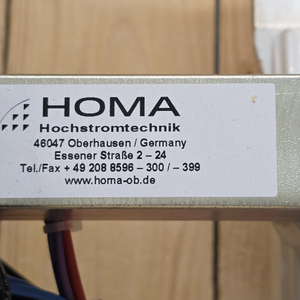 HOMA
Hochstromtechnik
46047 Oberhausen / Germany
Essener Straße 2 – 24
Tel./Fax + 49 208 8596 – 300 / – 399
www.homa-ob.de